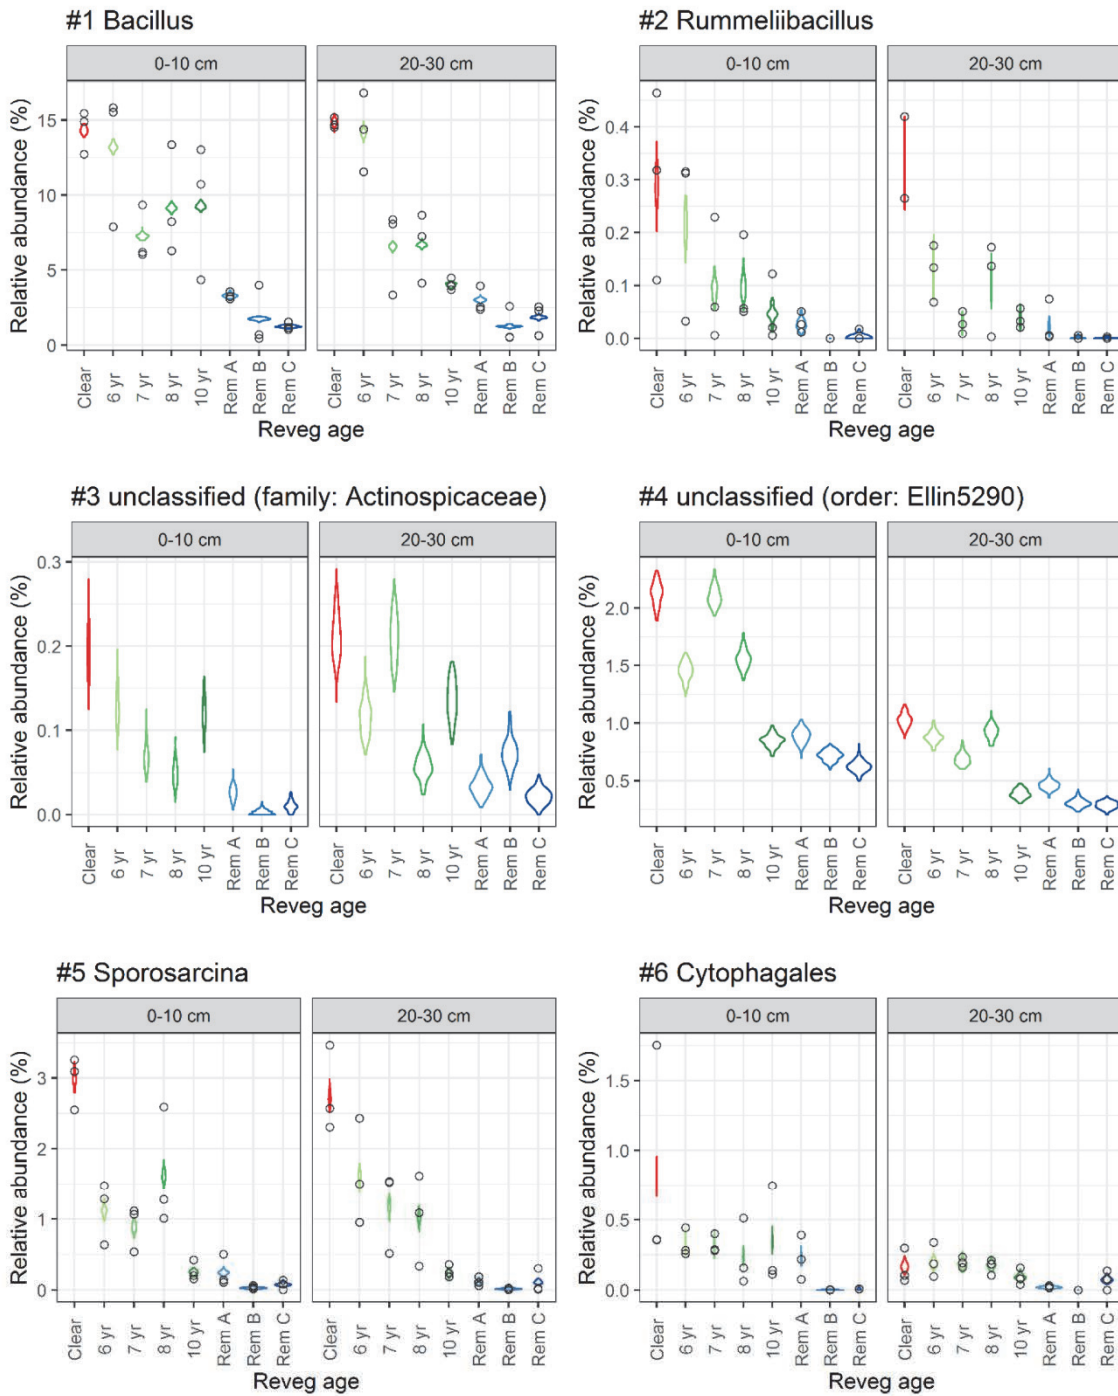 #1 Bacillus
0-10 cm
20-30 cm
Relative abundance (%)
15
10
5
0
Clear
6 yr
7 yr
8 yr
10 yr
Rem A
Rem B
Rem C
Clear
6 yr
7 yr
8 yr
10 yr
Rem A
Rem B
Rem C
Reveg age
#2 Rummeliibacillus
0-10 cm
20-30 cm
Relative abundance (%)
0.4
0.3
0.2
0.1
0.0
Clear
6 yr
7 yr
8 yr
10 yr
Rem A
Rem B
Rem C
Clear
6 yr
7 yr
8 yr
10 yr
Rem A
Rem B
Rem C
Reveg age
#3 unclassified (family: Actinospicaceae)
0-10 cm
20-30 cm
Relative abundance (%)
0.3
0.2
0.1
0.0
Clear
6 yr
7 yr
8 yr
10 yr
Rem A
Rem B
Rem C
Clear
6 yr
7 yr
8 yr
10 yr
Rem A
Rem B
Rem C
Reveg age
#4 unclassified (order: Ellin5290)
0-10 cm
20-30 cm
Relative abundance (%)
2.0
1.5
1.0
0.5
Clear
6 yr
7 yr
8 yr
10 yr
Rem A
Rem B
Rem C
Clear
6 yr
7 yr
8 yr
10 yr
Rem A
Rem B
Rem C
Reveg age
#5 Sporosarcina
0-10 cm
20-30 cm
Relative abundance (%)
3
2
1
0
Clear
6 yr
7 yr
8 yr
10 yr
Rem A
Rem B
Rem C
Clear
6 yr
7 yr
8 yr
10 yr
Rem A
Rem B
Rem C
Reveg age
#6 Cytophagales
0-10 cm
20-30 cm
Relative abundance (%)
1.5
1.0
0.5
0.0
Clear
6 yr
7 yr
8 yr
10 yr
Rem A
Rem B
Rem C
Clear
6 yr
7 yr
8 yr
10 yr
Rem A
Rem B
Rem C
Reveg age